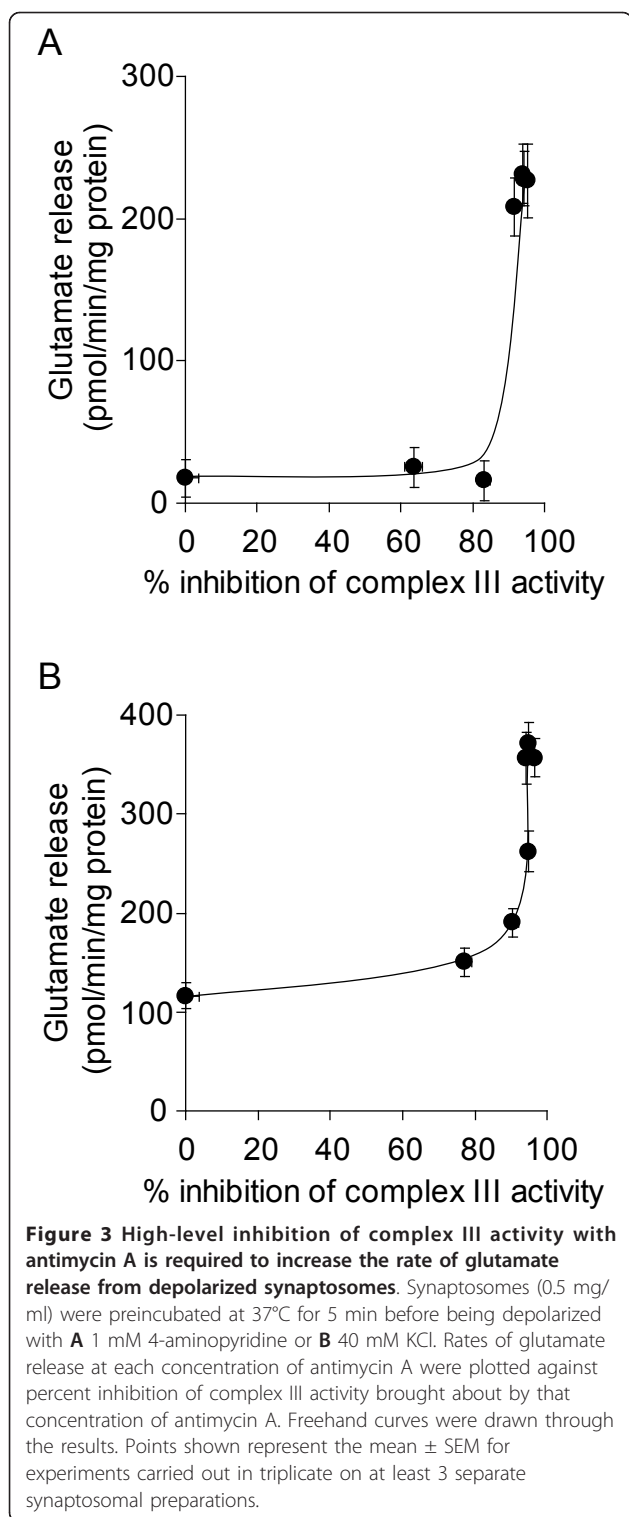 A
300
200
100
0
Glutamate release
(pmol/min/mg protein)
0 20 40 60 80 100
% inhibition of complex III activity
B
400
300
200
100
0
Glutamate release
(pmol/min/mg protein)
0 20 40 60 80 100
% inhibition of complex III activity
Figure 3 High-level inhibition of complex III activity with
antimycin A is required to increase the rate of glutamate
release from depolarized synaptosomes. Synaptosomes (0.5 mg/
ml) were preincubated at 37°C for 5 min before being depolarized
with A 1 mM 4-aminopyridine or B 40 mM KCl. Rates of glutamate
release at each concentration of antimycin A were plotted against
percent inhibition of complex III activity brought about by that
concentration of antimycin A. Freehand curves were drawn through
the results. Points shown represent the mean ± SEM for
experiments carried out in triplicate on at least 3 separate
synaptosomal preparations.